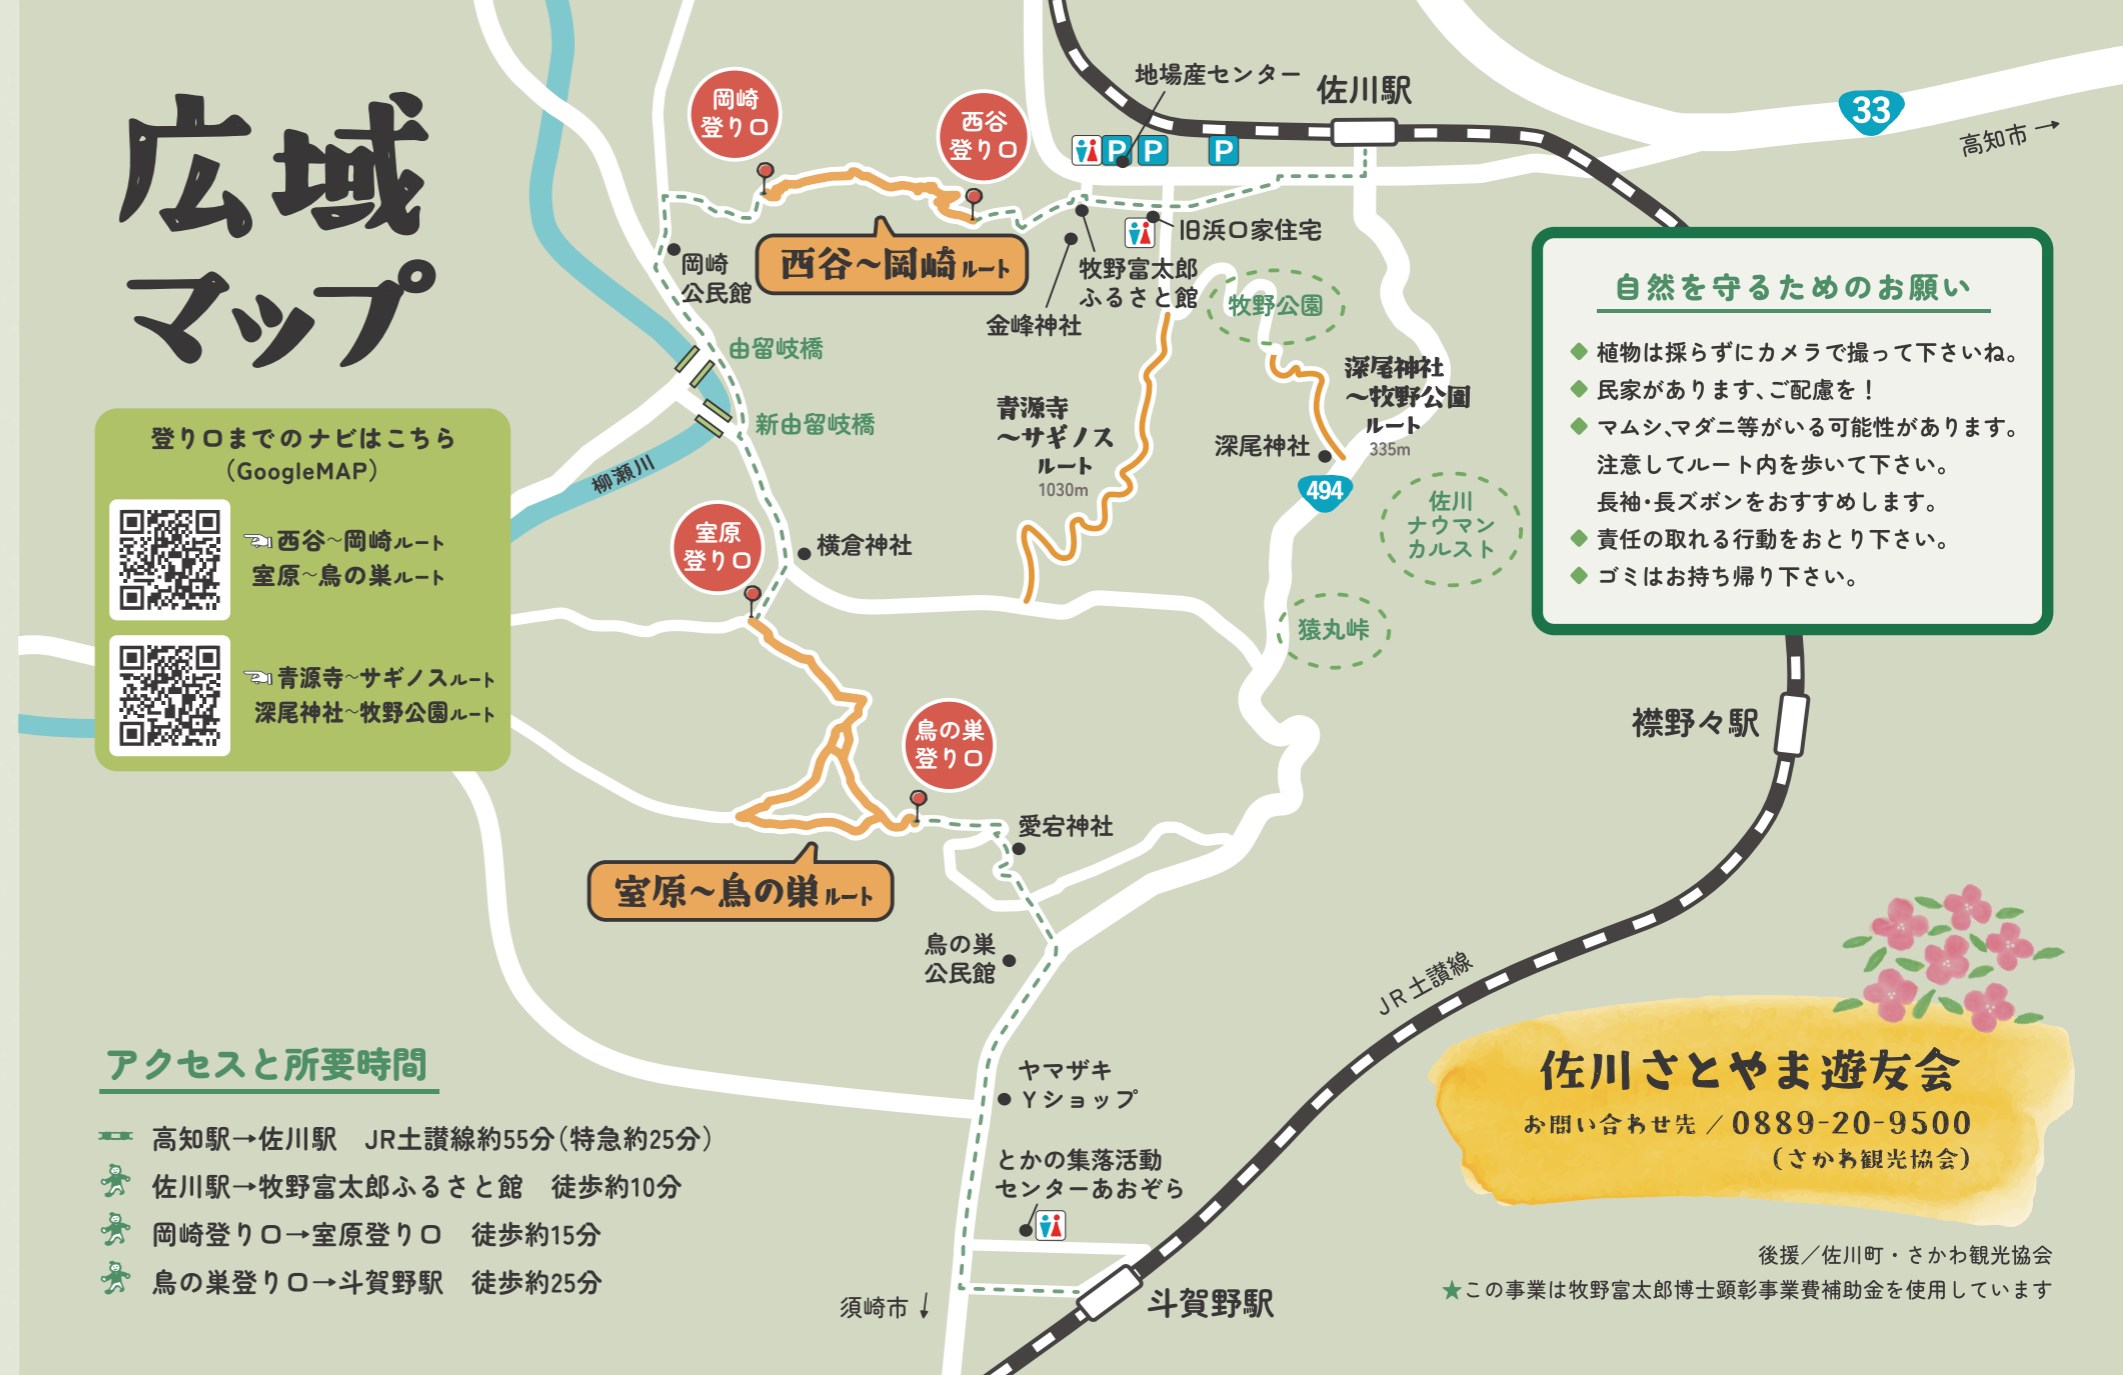 広域
マップ
登り口までのナビはこちら
（GoogleMAP）
西谷～岡崎ルート
室原～鳥の巣ルート
青源寺～サギノスルート
深尾神社～牧野公園ルート
アクセスと所要時間
高知駅→佐川駅　JR土讃線約55分（特急約25分）
佐川駅→牧野富太郎ふるさと館　徒歩約10分
岡崎登り口→室原登り口　徒歩約15分
鳥の巣登り口→斗賀野駅　徒歩約25分
岡崎
登り口
西谷
登り口
地場産センター
佐川駅
P
P
P
33
高知市→
西谷～岡崎ルート
岡崎
公民館
旧浜口家住宅
牧野富太郎
ふるさと館
金峰神社
牧野公園
由留岐橋
新由留岐橋
柳瀬川
青源寺
～サギノス
ルート
1030m
深尾神社
～牧野公園
ルート
335m
深尾神社
494
佐川
ナウマン
カルスト
猿丸峠
室原
登り口
横倉神社
鳥の巣
登り口
愛宕神社
室原～鳥の巣ルート
鳥の巣
公民館
ヤマザキ
Yショップ
とかの集落活動
センターあおぞら
須崎市↓
斗賀野駅
JR土讃線
襟野々駅
自然を守るためのお願い
◆植物は採らずにカメラで撮って下さいね。
◆民家があります、ご配慮を！
◆マムシ、マダニ等がいる可能性があります。
注意してルート内を歩いて下さい。
長袖・長ズボンをおすすめします。
◆責任の取れる行動をおとり下さい。
◆ゴミはお持ち帰り下さい。
佐川さとやま遊友会
お問い合わせ先／0889-20-9500
（さかわ観光協会）
後援／佐川町・さかわ観光協会
★この事業は牧野富太郎博士顕彰事業費補助金を使用しています